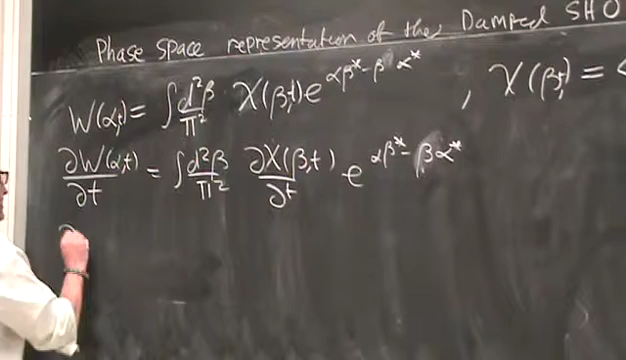 Phase space representation of the Damped SHO
W(α,t) = ∫ d²β/π² χ(β,t) e^{αβ* - βα*} , χ(β,t) =
∂W(α,t)/∂t = ∫ d²β/π² ∂χ(β,t)/∂t e^{αβ* - βα*}